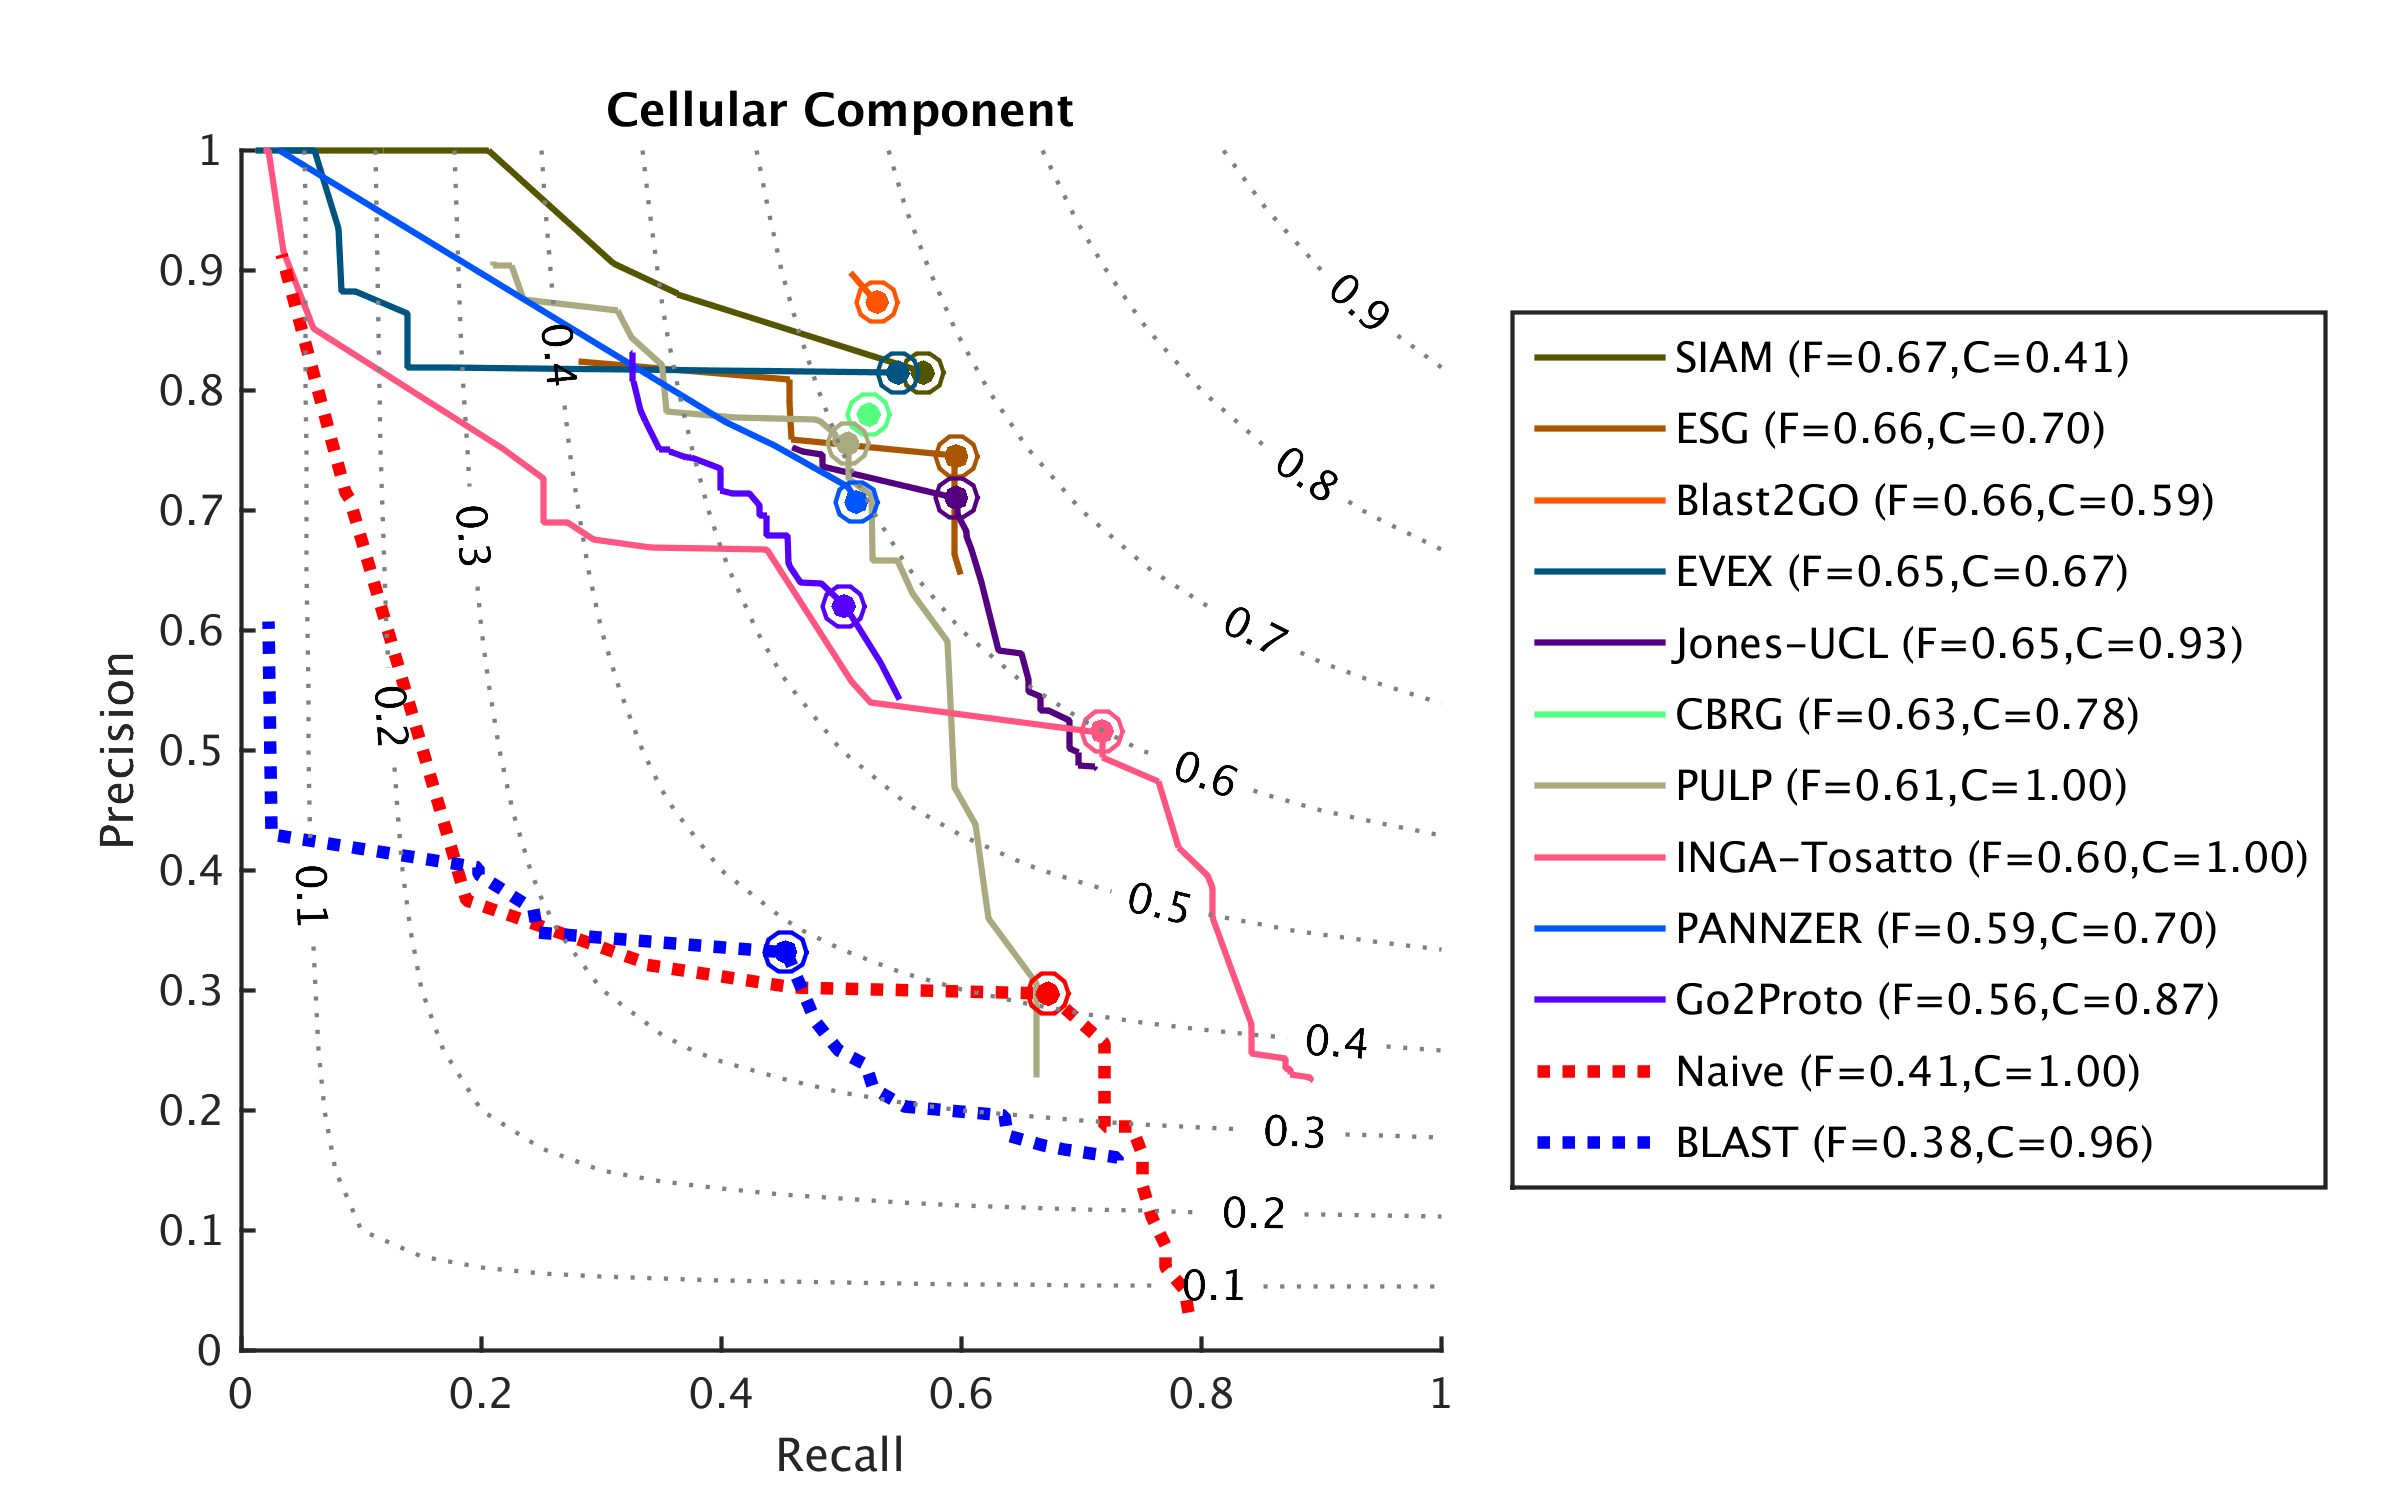 Cellular Component
1
0.9
0.8
0.7
0.6
0.5
0.4
0.3
0.2
0.1
0
Precision
0 0.2 0.4 0.6 0.8 1
Recall
0.9
0.8
0.7
0.6
0.5
0.4
0.3
0.2
0.1
0.4
0.3
0.2
0.1
SIAM (F=0.67,C=0.41)
ESG (F=0.66,C=0.70)
Blast2GO (F=0.66,C=0.59)
EVEX (F=0.65,C=0.67)
Jones-UCL (F=0.65,C=0.93)
CBRG (F=0.63,C=0.78)
PULP (F=0.61,C=1.00)
INGA-Tosatto (F=0.60,C=1.00)
PANNZER (F=0.59,C=0.70)
Go2Proto (F=0.56,C=0.87)
Naive (F=0.41,C=1.00)
BLAST (F=0.38,C=0.96)